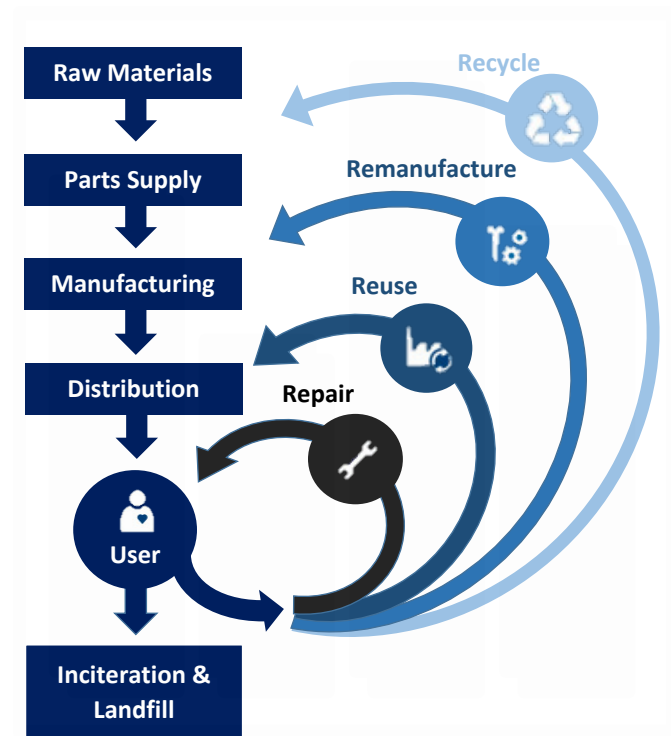 Raw Materials
Recycle
Parts Supply
Remanufacture
Manufacturing
Reuse
Distribution
Repair
User
Inciteration &
Landfill